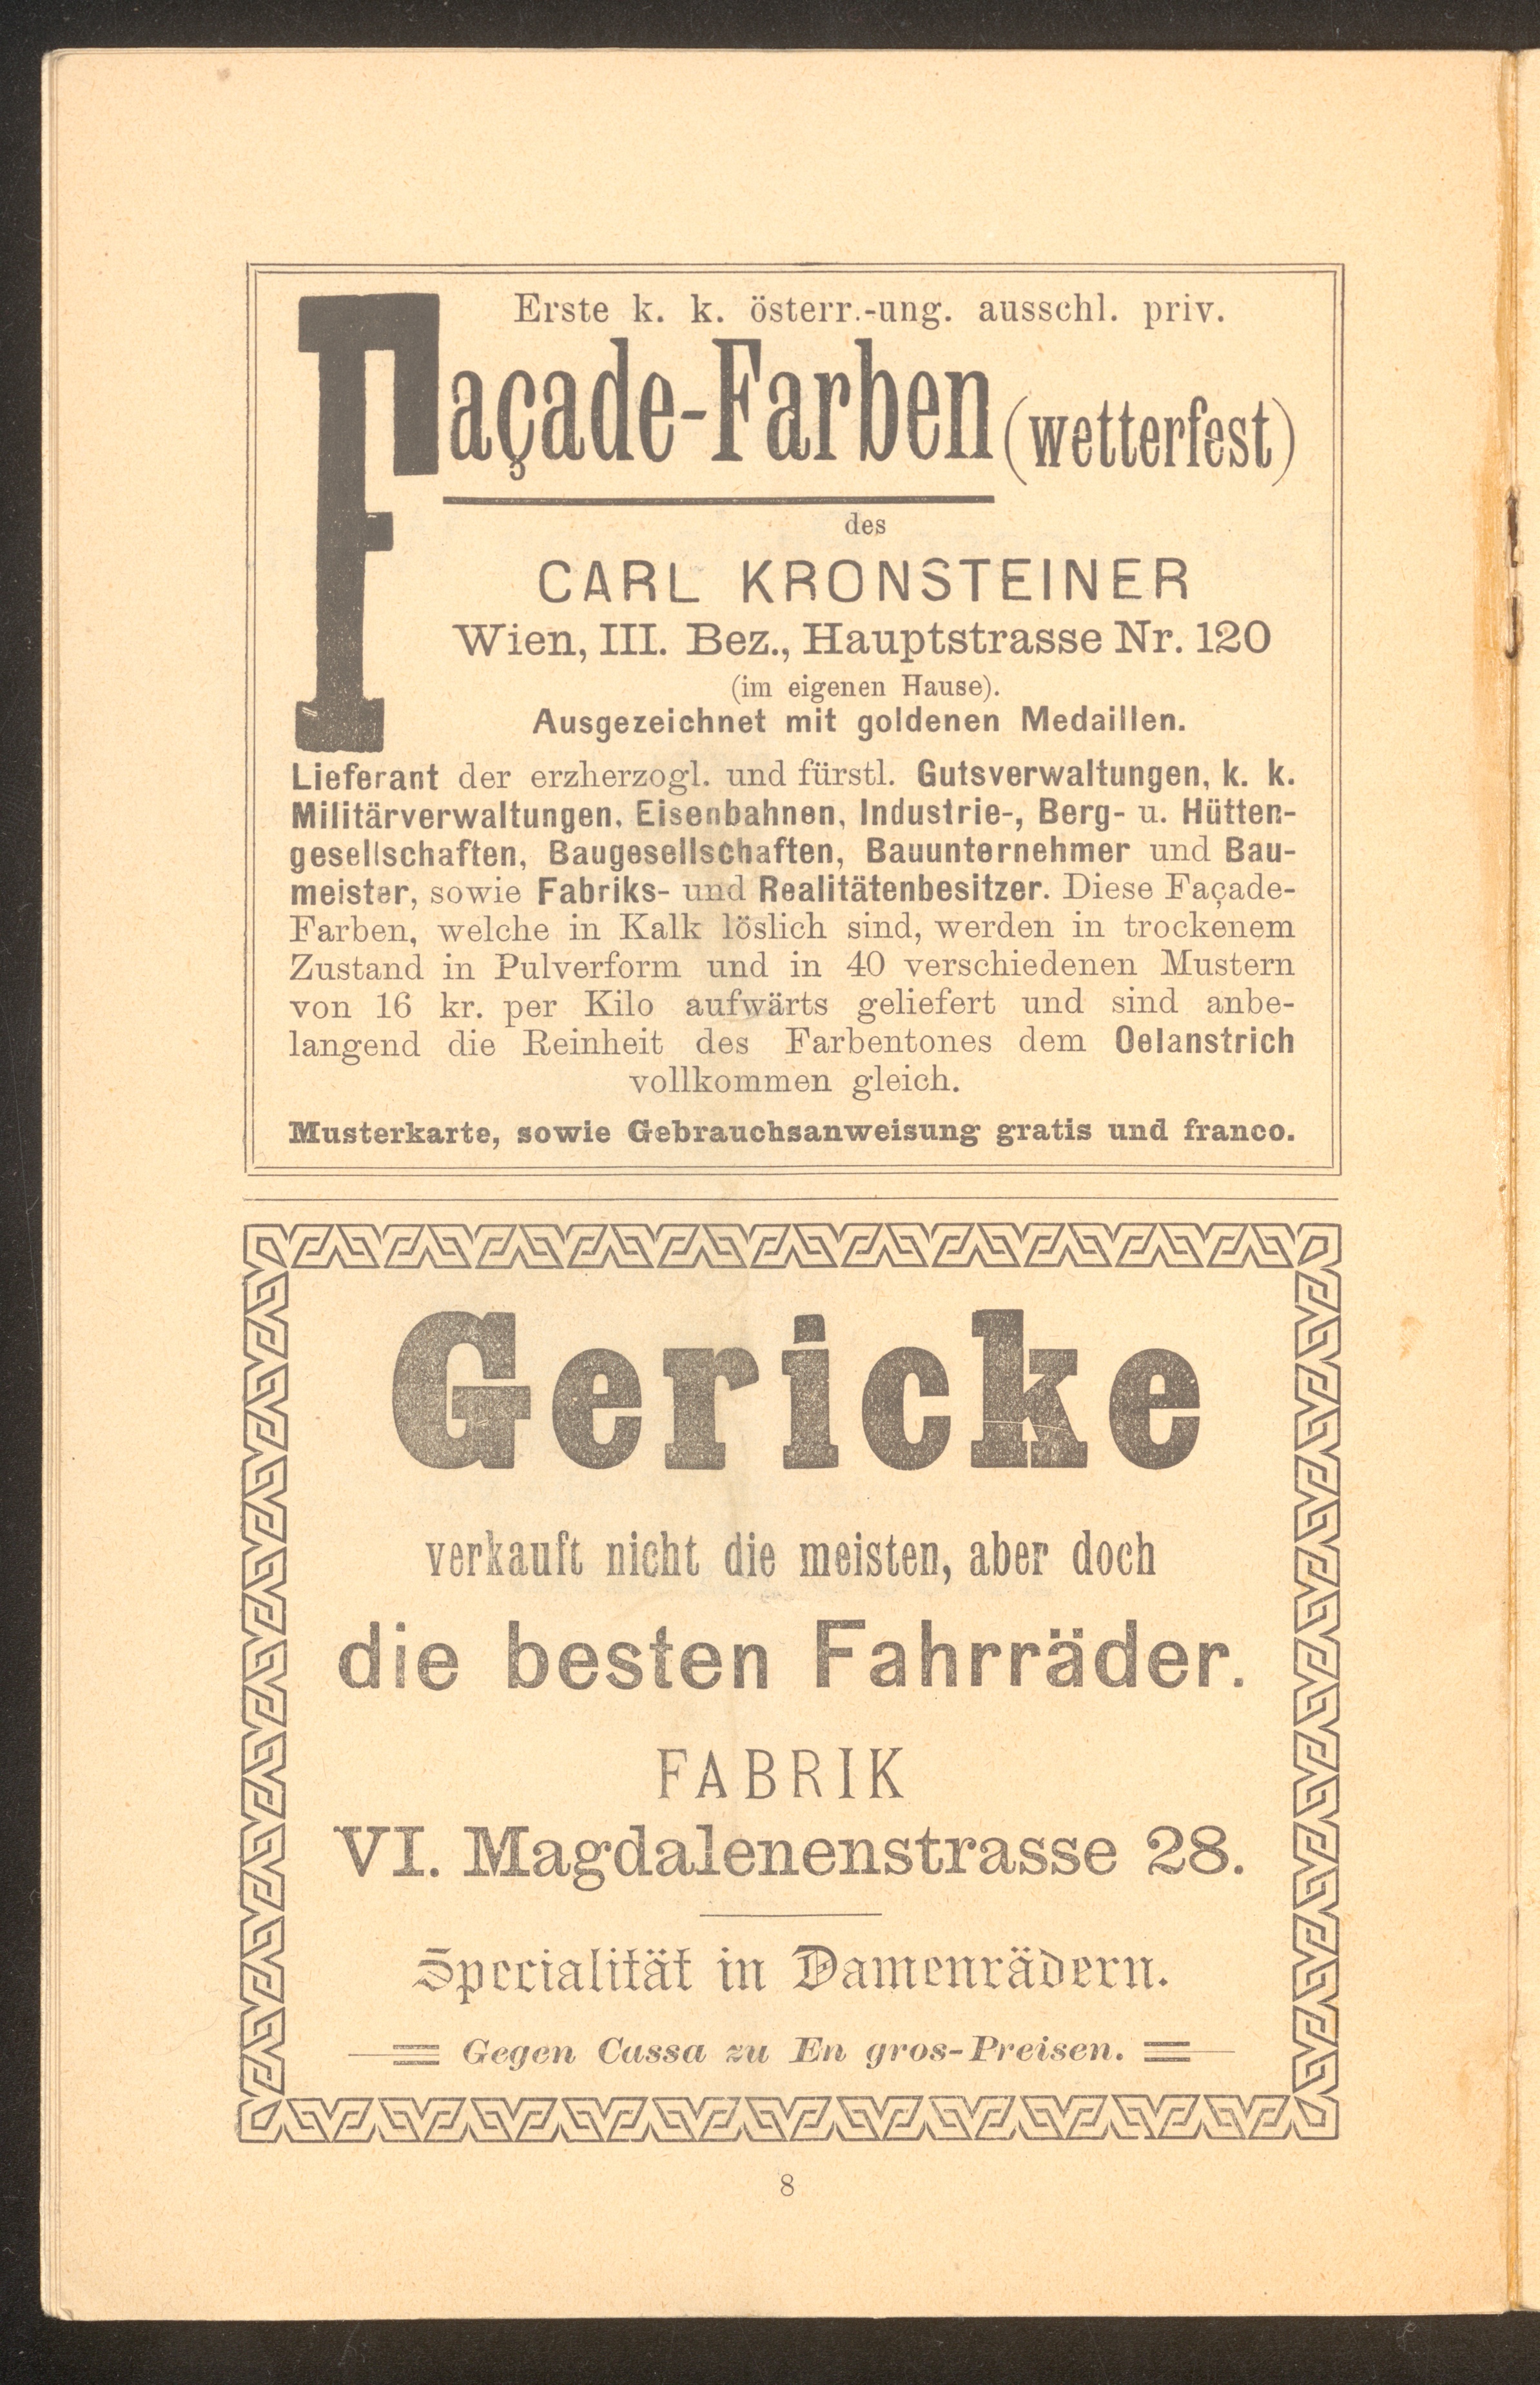 Erste k. k. österr.-ung. ausschl. priv.
Façade-Farben (wetterfest)
des
CARL KRONSTEINER
Wien, III. Bez., Hauptstrasse Nr. 120
(im eigenen Hause).
Ausgezeichnet mit goldenen Medaillen.
Lieferant der erzherzogl. und fürstl. Gutsverwaltungen, k. k.
Militärverwaltungen, Eisenbahnen, Industrie-, Berg- u. Hütten-
gesellschaften, Baugesellschaften, Bauunternehmer und Bau-
meister, sowie Fabriks- und Realitätenbesitzer. Diese Façade-
Farben, welche in Kalk löslich sind, werden in trockenem
Zustand in Pulverform und in 40 verschiedenen Mustern
von 16 kr. per Kilo aufwärts geliefert und sind anbe-
langend die Reinheit des Farbentones dem Oelanstrich
vollkommen gleich.
Musterkarte, sowie Gebrauchsanweisung gratis und franco.
Gericke
verkauft nicht die meisten, aber doch
die besten Fahrräder.
FABRIK
VI. Magdalenenstrasse 28.
Specialität in Damenrädern.
Gegen Cassa zu En gros-Preisen.
8